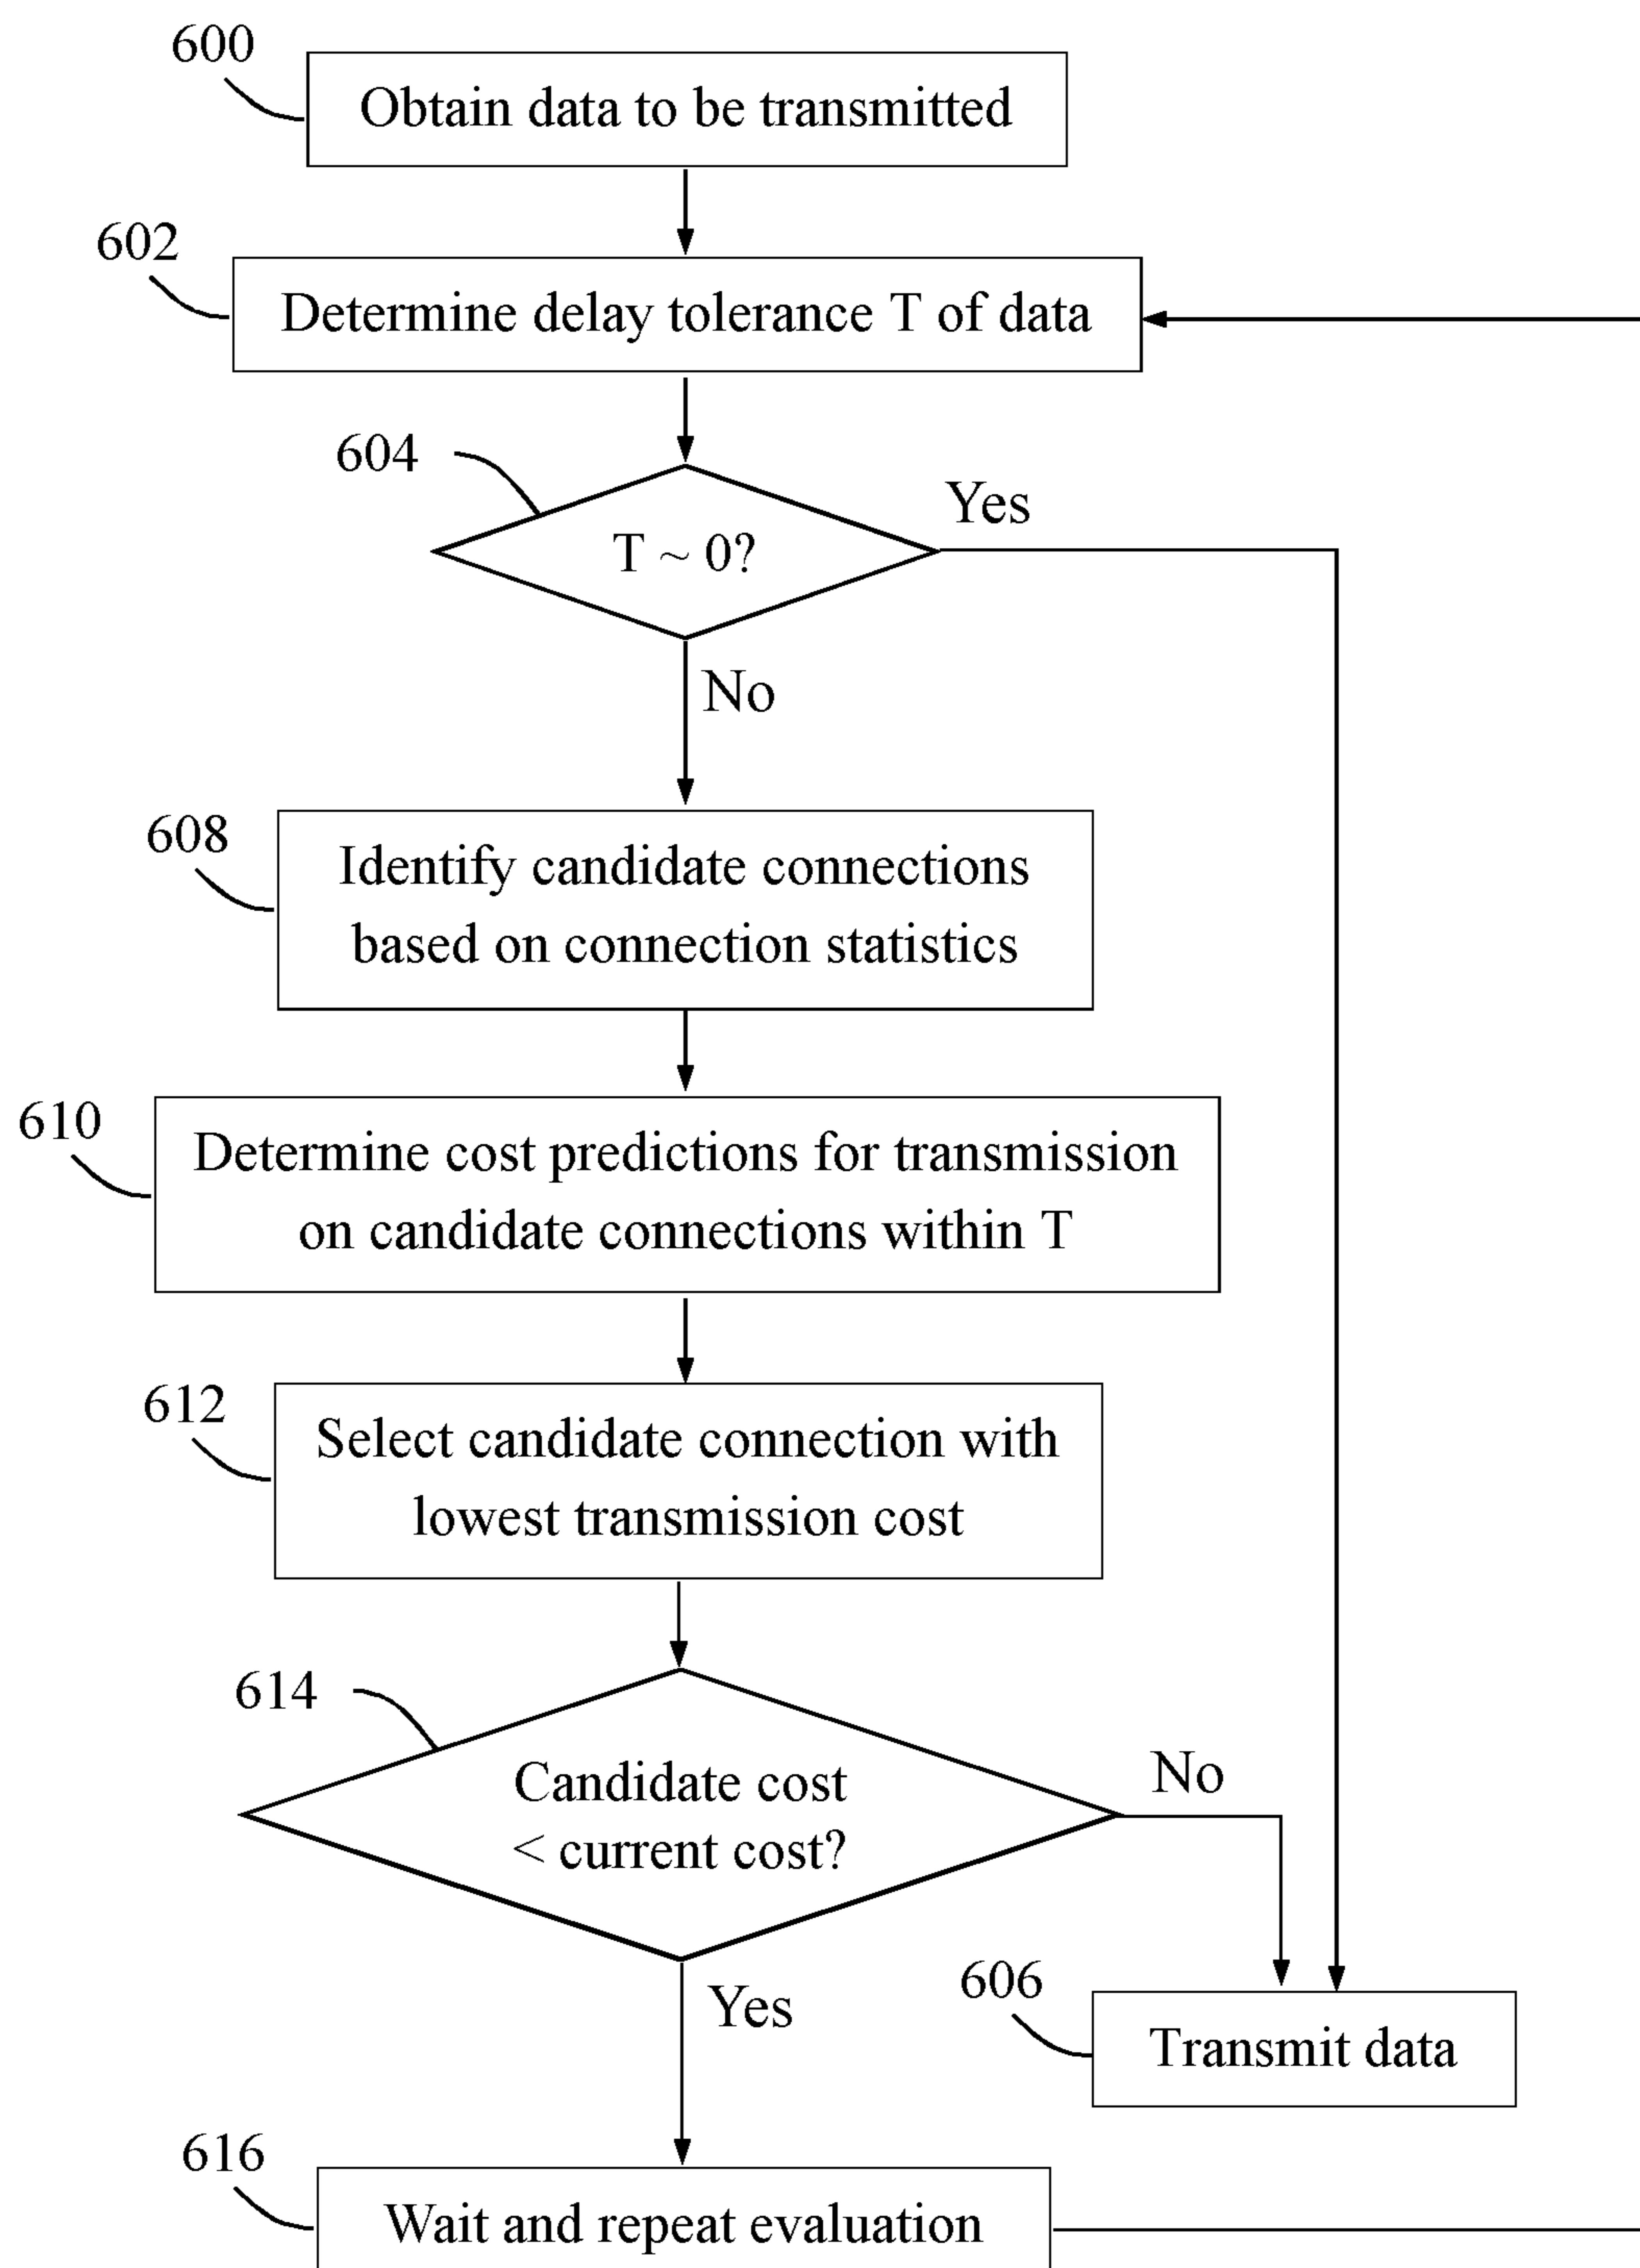 600
Obtain data to be transmitted
602
Determine delay tolerance T of data
604
T ~ 0?
Yes
No
608
Identify candidate connections
based on connection statistics
610
Determine cost predictions for transmission
on candidate connections within T
612
Select candidate connection with
lowest transmission cost
614
Candidate cost
< current cost?
No
Yes
606
Transmit data
616
Wait and repeat evaluation